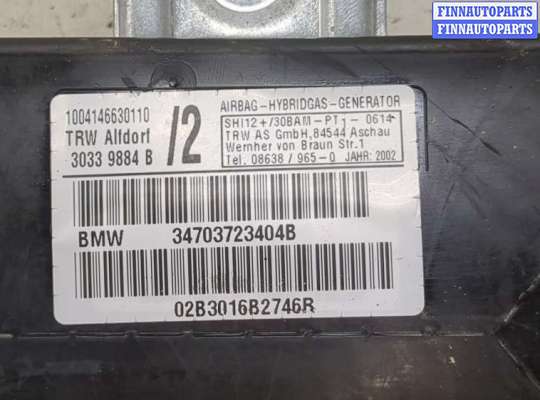 FINNAUTOPARTS
FINNAUTOPARTS
1004146630110
TRW Alfdorf
3033 9884 B
/2
AIRBAG-HYBRIDGAS-GENERATOR
SHI12+/30BAM-PT1-0614
TRW AS GmbH,84544 Aschau
Wernher von Braun Str.1
Tel. 08638/965-0 JAHR:2002
BMW 34703723404B
02B3016B2746R